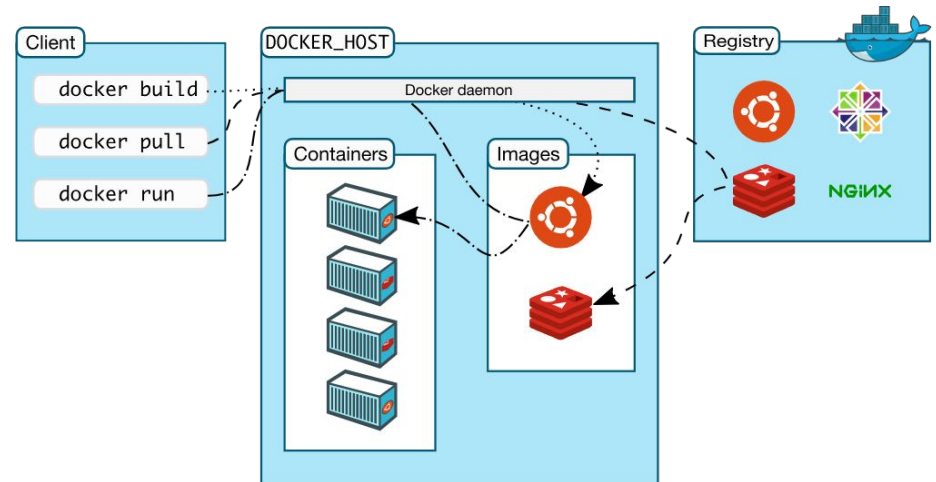 Client
docker build
docker pull
docker run
DOCKER_HOST
Docker daemon
Containers
Images
Registry
NGiNX